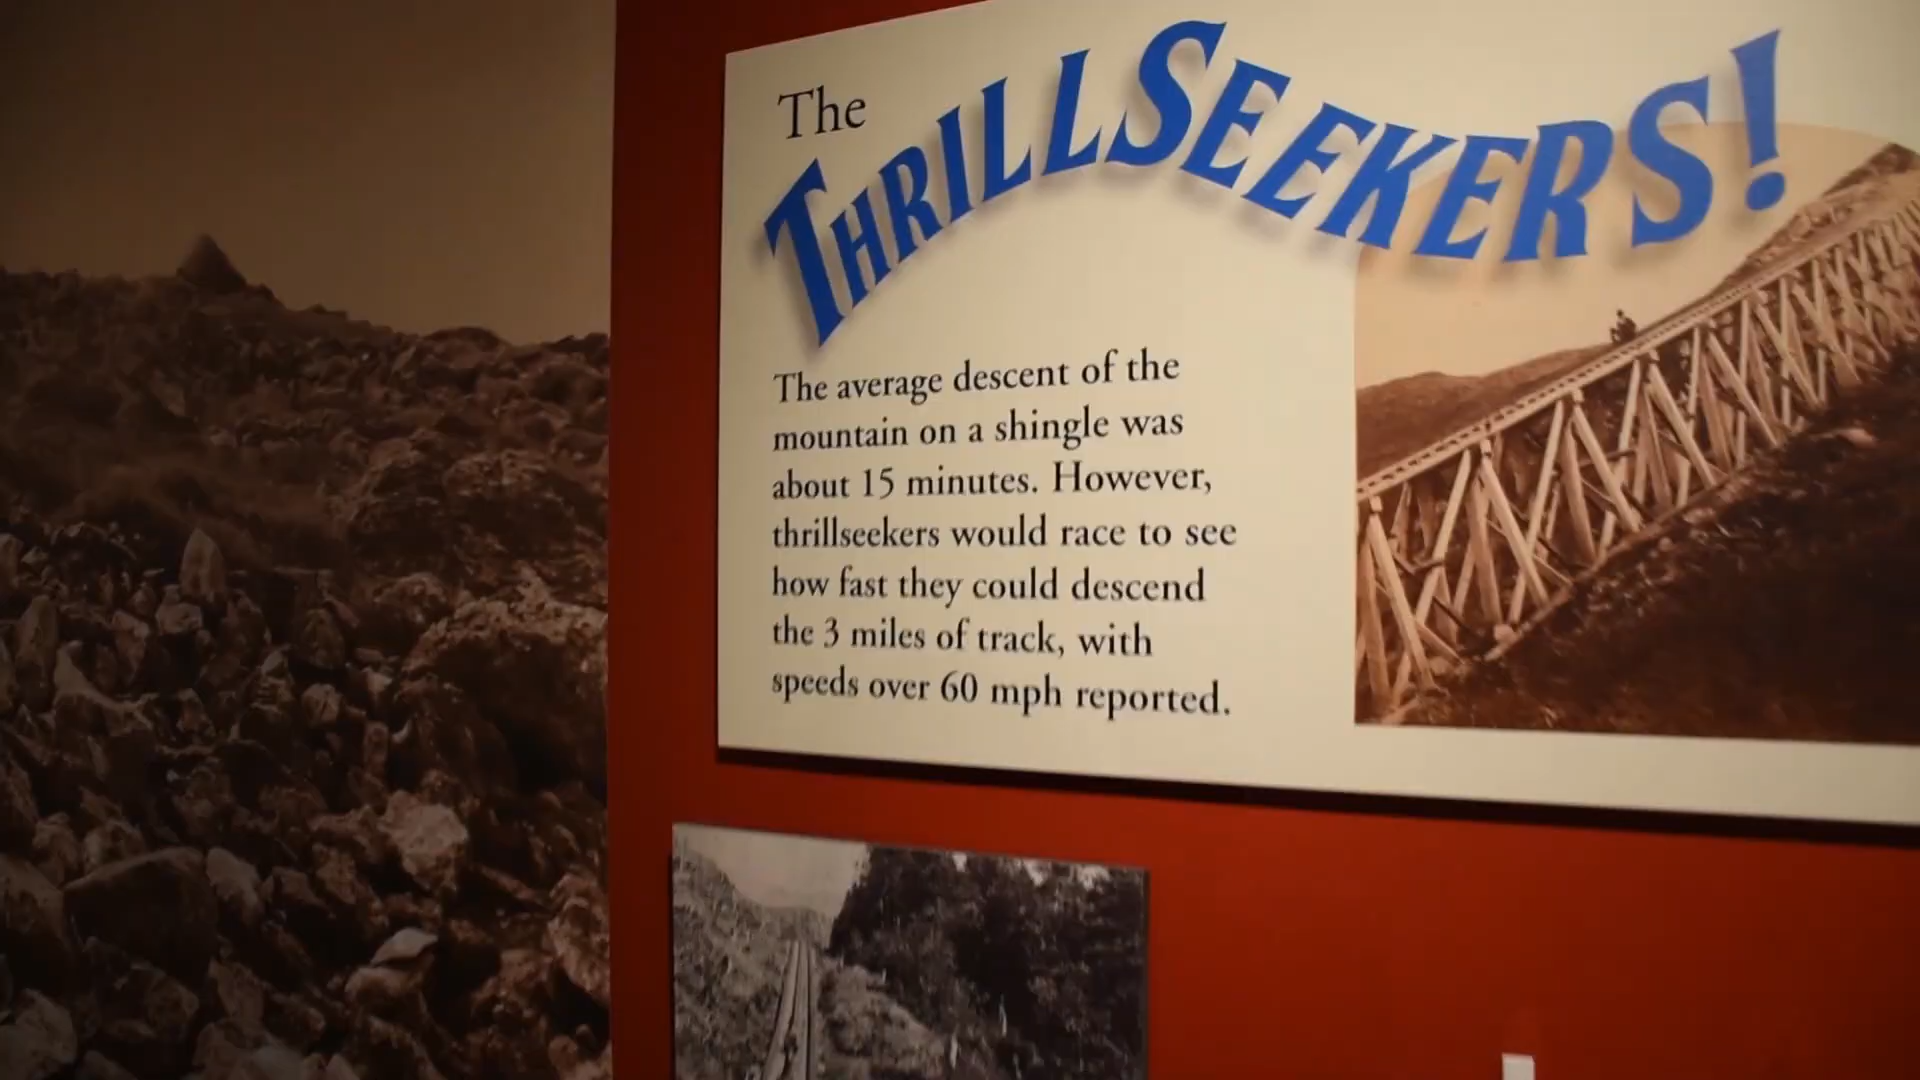 The
THRILLSEEKERS!
The average descent of the
mountain on a shingle was
about 15 minutes. However,
thrillseekers would race to see
how fast they could descend
the 3 miles of track, with
speeds over 60 mph reported.